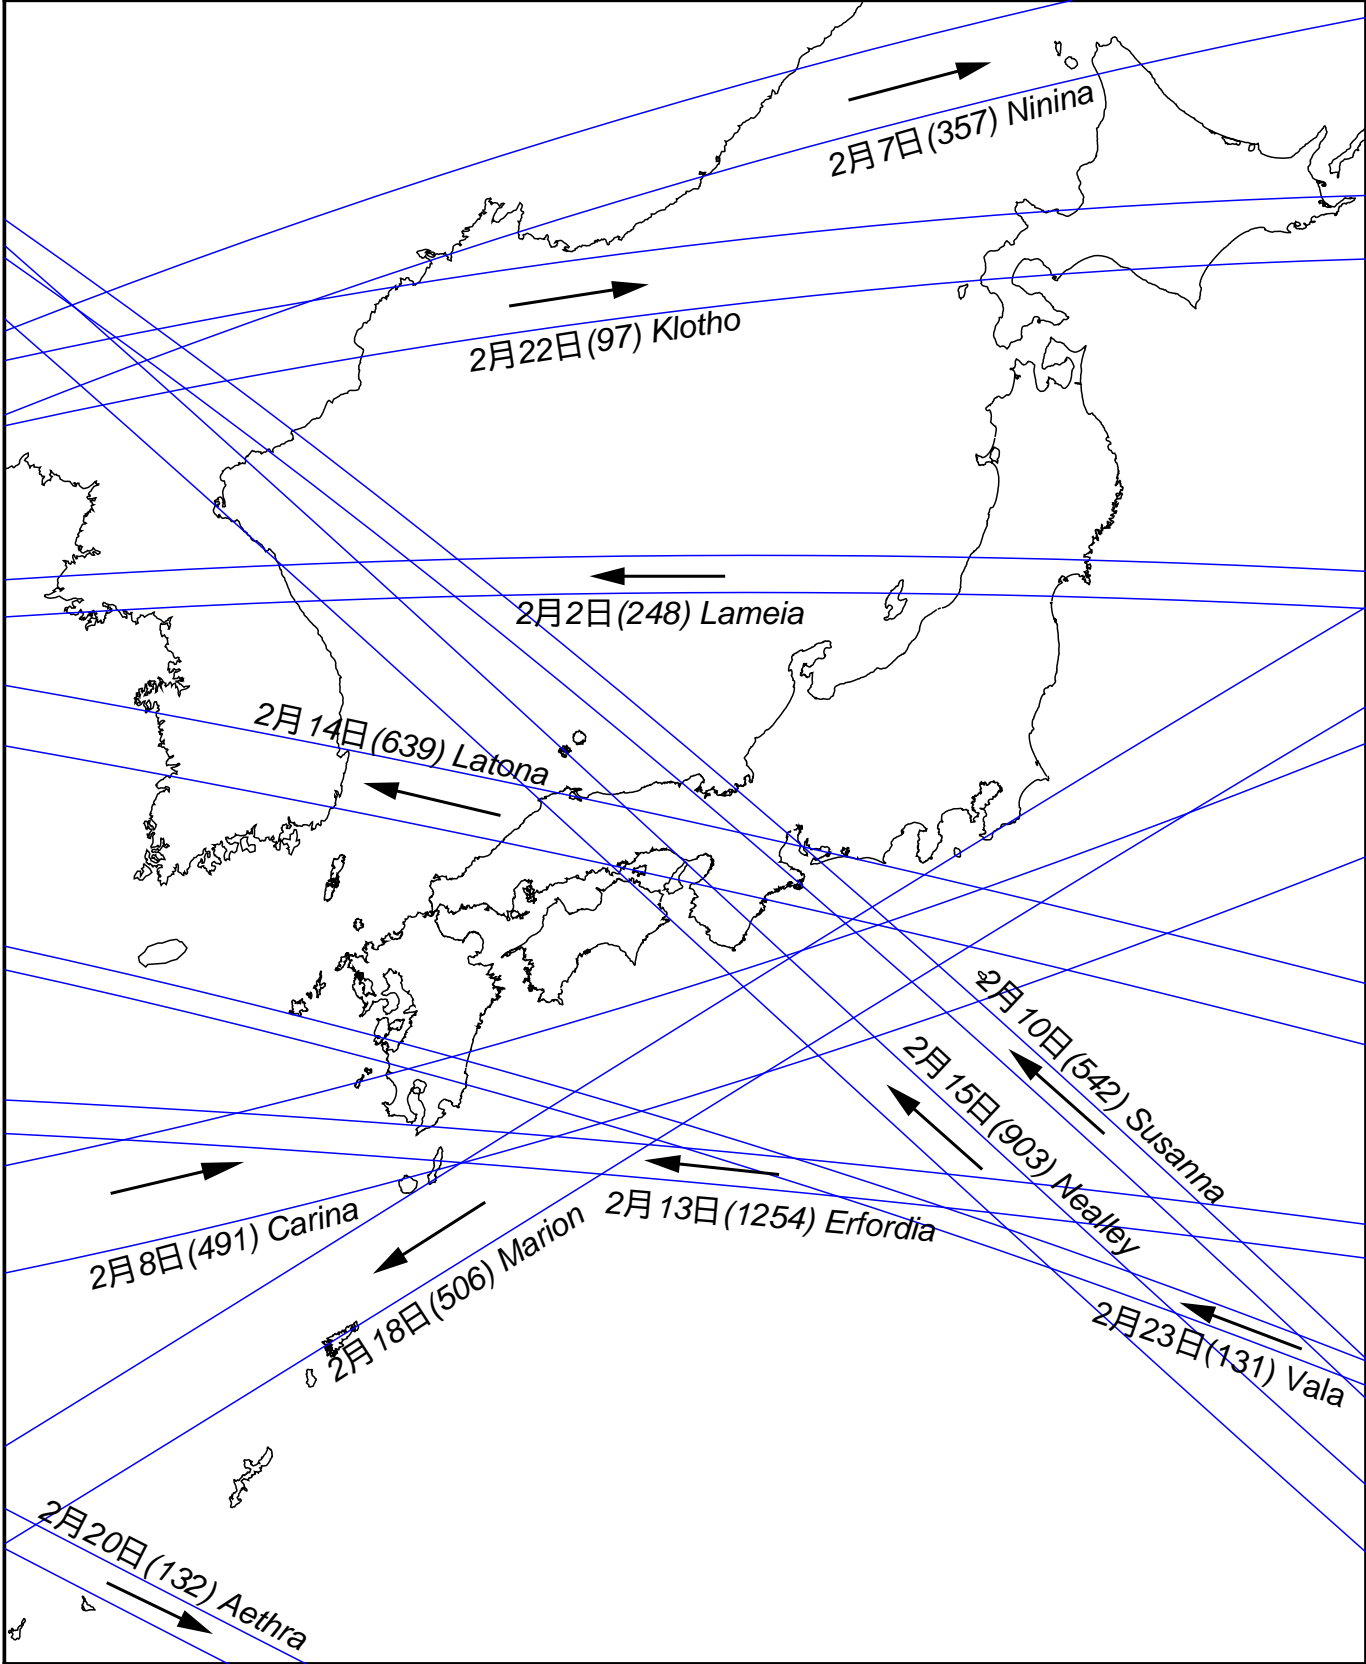 2月7日(357) Ninina
2月22日(97) Klotho
2月2日(248) Lameia
2月14日(639) Latona
2月10日(542) Susanna
2月15日(903) Nealley
2月8日(491) Carina
2月18日(506) Marion
2月13日(1254) Erfordia
2月23日(131) Vala
2月20日(132) Aethra